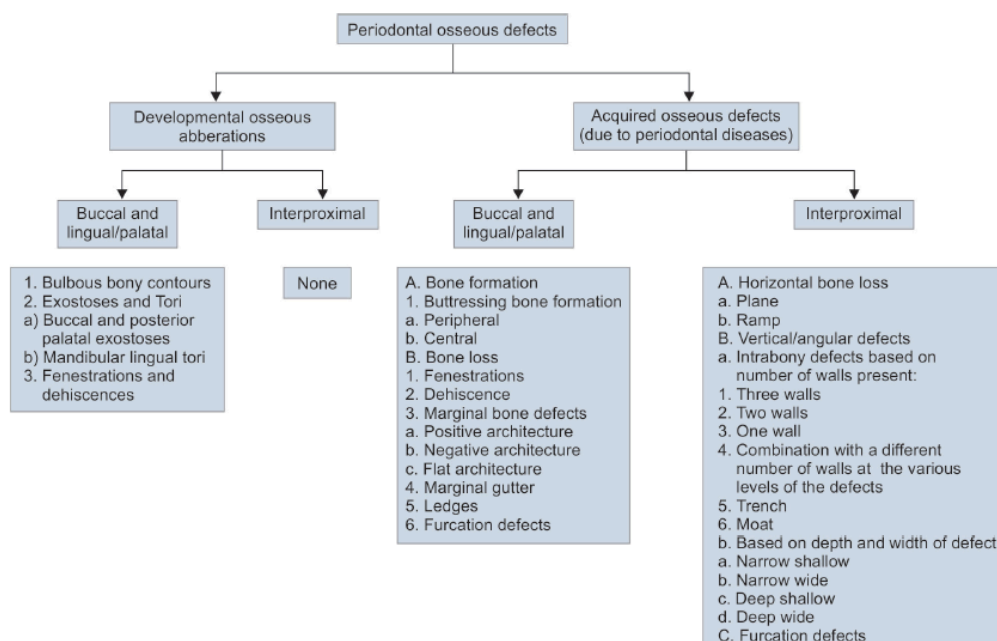 Periodontal osseous defects
Developmental osseous
abberations
Acquired osseous defects
(due to periodontal diseases)
Buccal and
lingual/palatal
Interproximal
Buccal and
lingual/palatal
Interproximal
1. Bulbous bony contours
2. Exostoses and Tori
a) Buccal and posterior
palatal exostoses
b) Mandibular lingual tori
3. Fenestrations and
dehiscences
None
A. Bone formation
1. Buttressing bone formation
a. Peripheral
b. Central
B. Bone loss
1. Fenestrations
2. Dehiscence
3. Marginal bone defects
a. Positive architecture
b. Negative architecture
c. Flat architecture
4. Marginal gutter
5. Ledges
6. Furcation defects
A. Horizontal bone loss
a. Plane
b. Ramp
B. Vertical/angular defects
a. Intrabony defects based on
number of walls present:
1. Three walls
2. Two walls
3. One wall
4. Combination with a different
number of walls at the various
levels of the defects
5. Trench
6. Moat
b. Based on depth and width of defect
a. Narrow shallow
b. Narrow wide
c. Deep shallow
d. Deep wide
C. Furcation defects